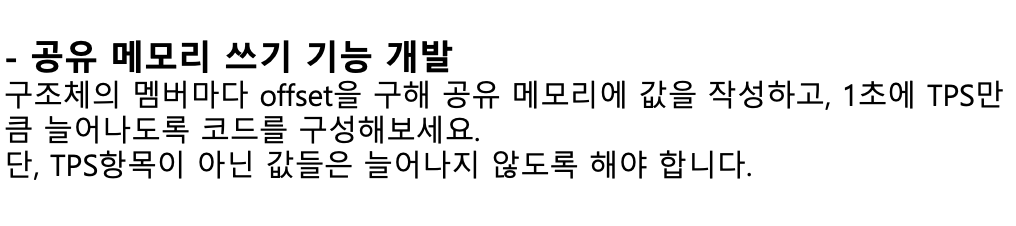 - 공유 메모리 쓰기 기능 개발
구조체의 멤버마다 offset을 구해 공유 메모리에 값을 작성하고, 1초에 TPS만
큼 늘어나도록 코드를 구성해보세요.
단, TPS항목이 아닌 값들은 늘어나지 않도록 해야 합니다.